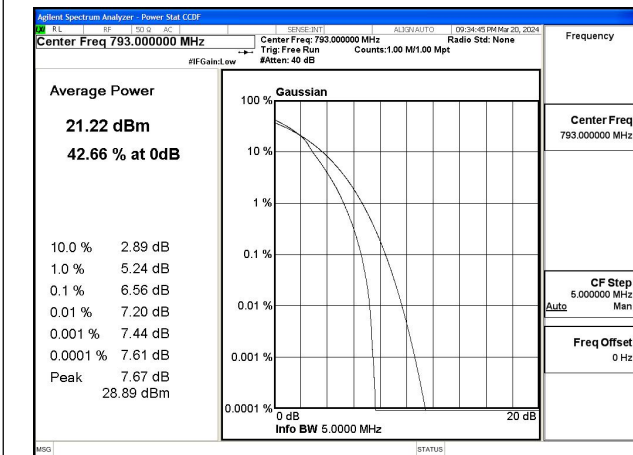 Agilent Spectrum Analyzer - Power Stat CCDF
RL RF 50 Ω AC SENSE:INT ALIGN AUTO 09:34:45 PM Mar 20, 2024
Center Freq 793.000000 MHz
Center Freq: 793.000000 MHz Radio Std: None
Trig: Free Run Counts:1.00 M/1.00 Mpt
#IFGain:Low #Atten: 40 dB
Frequency
Average Power
21.22 dBm
42.66 % at 0dB
10.0 % 2.89 dB
1.0 % 5.24 dB
0.1 % 6.56 dB
0.01 % 7.20 dB
0.001 % 7.44 dB
0.0001 % 7.61 dB
Peak 7.67 dB
28.89 dBm
Gaussian
100 %
10 %
1 %
0.1 %
0.01 %
0.001 %
0.0001 %
0 dB 20 dB
Info BW 5.0000 MHz
Center Freq
793.000000 MHz
CF Step
5.000000 MHz
Auto Man
Freq Offset
0 Hz
MSG STATUS